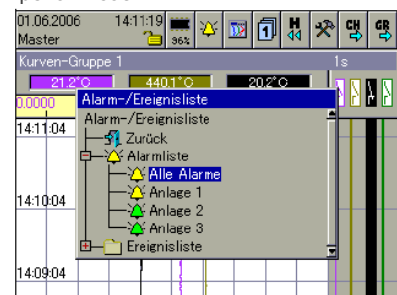 01.06.2006 14:11:19
Master 96% 1 H CH GR
Kurven-Gruppe 1 1s
21.2°C 440.1°C 20.2°C
0.0000 Alarm-/Ereignisliste
Alarm-/Ereignisliste
14:11:04
Zurück
Alarmliste
Alle Alarme
Anlage 1
14:10:04
Anlage 2
Anlage 3
Ereignisliste
14:09:04